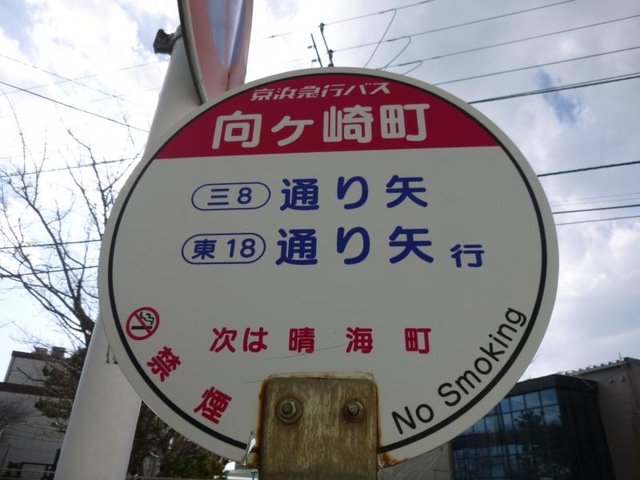 京浜急行バス
向ヶ崎町
三8 通り矢
東18 通り矢 行
次は 晴海町
禁煙
No Smoking